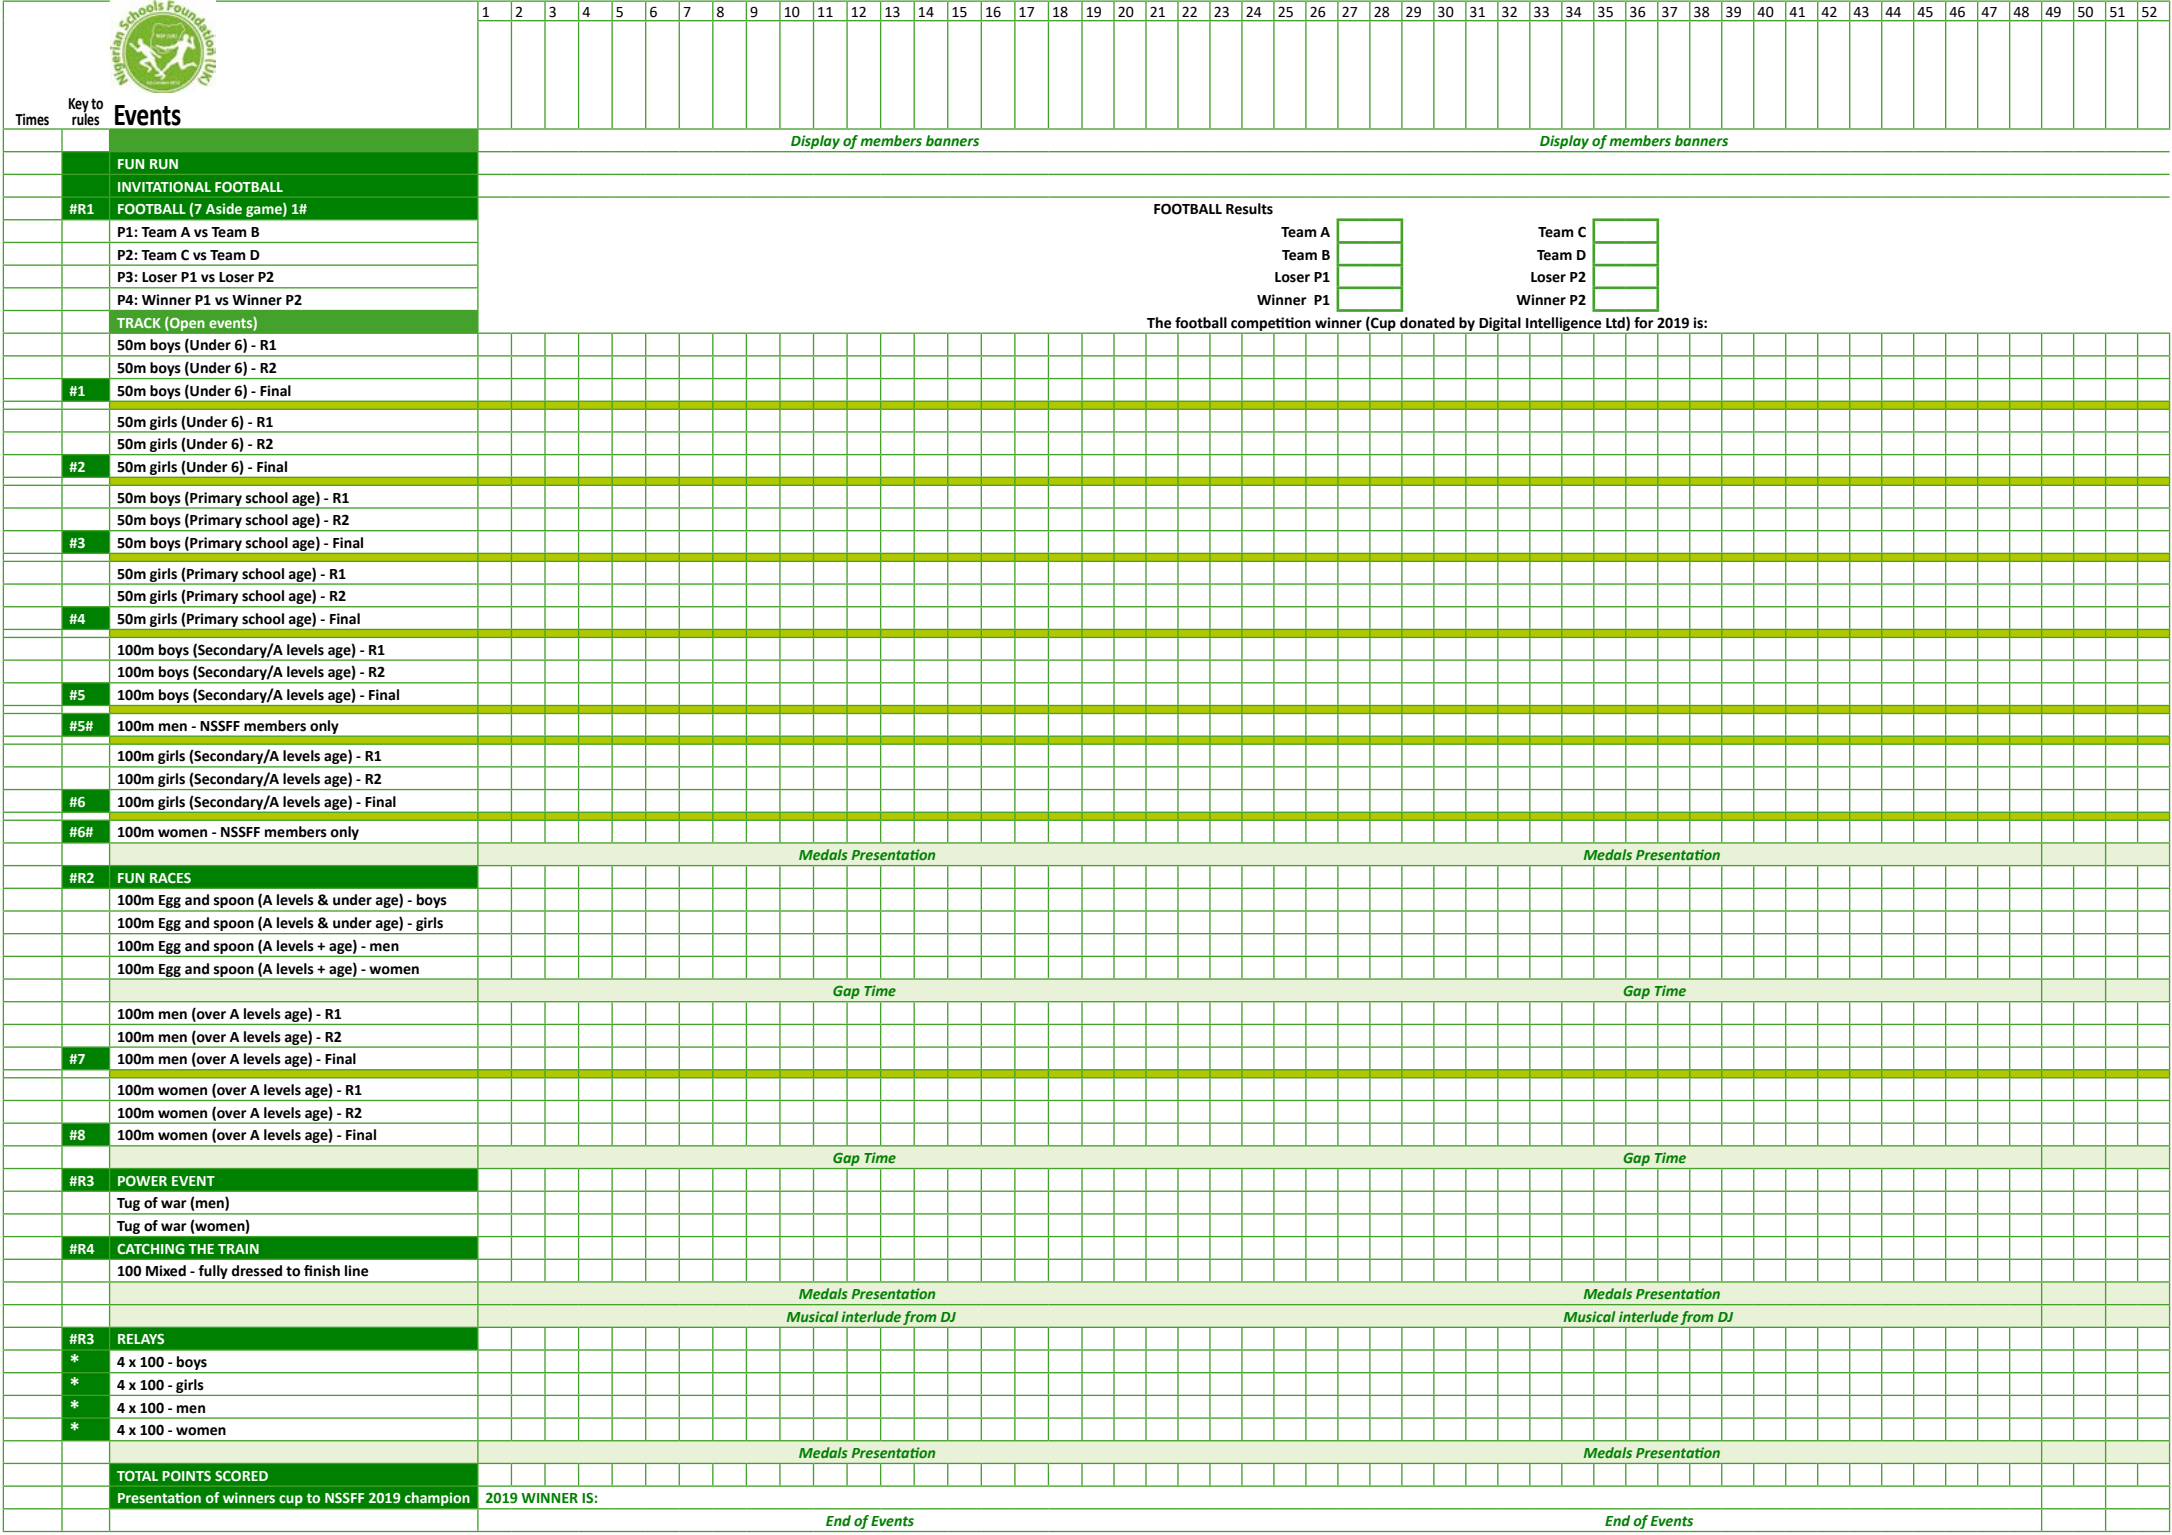 Nigerian Schools Foundation (UK)
1 2 3 4 5 6 7 8 9 10 11 12 13 14 15 16 17 18 19 20 21 22 23 24 25 26 27 28 29 30 31 32 33 34 35 36 37 38 39 40 41 42 43 44 45 46 47 48 49 50 51 52
Times Key to rules Events
Display of members banners Display of members banners
FUN RUN
INVITATIONAL FOOTBALL
#R1 FOOTBALL (7 Aside game) 1# FOOTBALL Results
P1: Team A vs Team B Team A Team C
P2: Team C vs Team D Team B Team D
P3: Loser P1 vs Loser P2 Loser P1 Loser P2
P4: Winner P1 vs Winner P2 Winner P1 Winner P2
TRACK (Open events) The football competition winner (Cup donated by Digital Intelligence Ltd) for 2019 is:
50m boys (Under 6) - R1
50m boys (Under 6) - R2
#1 50m boys (Under 6) - Final
50m girls (Under 6) - R1
50m girls (Under 6) - R2
#2 50m girls (Under 6) - Final
50m boys (Primary school age) - R1
50m boys (Primary school age) - R2
#3 50m boys (Primary school age) - Final
50m girls (Primary school age) - R1
50m girls (Primary school age) - R2
#4 50m girls (Primary school age) - Final
100m boys (Secondary/A levels age) - R1
100m boys (Secondary/A levels age) - R2
#5 100m boys (Secondary/A levels age) - Final
#5# 100m men - NSSFF members only
100m girls (Secondary/A levels age) - R1
100m girls (Secondary/A levels age) - R2
#6 100m girls (Secondary/A levels age) - Final
#6# 100m women - NSSFF members only
Medals Presentation Medals Presentation
#R2 FUN RACES
100m Egg and spoon (A levels & under age) - boys
100m Egg and spoon (A levels & under age) - girls
100m Egg and spoon (A levels + age) - men
100m Egg and spoon (A levels + age) - women
Gap Time Gap Time
100m men (over A levels age) - R1
100m men (over A levels age) - R2
#7 100m men (over A levels age) - Final
100m women (over A levels age) - R1
100m women (over A levels age) - R2
#8 100m women (over A levels age) - Final
Gap Time Gap Time
#R3 POWER EVENT
Tug of war (men)
Tug of war (women)
#R4 CATCHING THE TRAIN
100 Mixed - fully dressed to finish line
Medals Presentation Medals Presentation
Musical interlude from DJ Musical interlude from DJ
#R3 RELAYS
* 4 x 100 - boys
* 4 x 100 - girls
* 4 x 100 - men
* 4 x 100 - women
Medals Presentation Medals Presentation
TOTAL POINTS SCORED
Presentation of winners cup to NSSFF 2019 champion 2019 WINNER IS:
End of Events End of Events